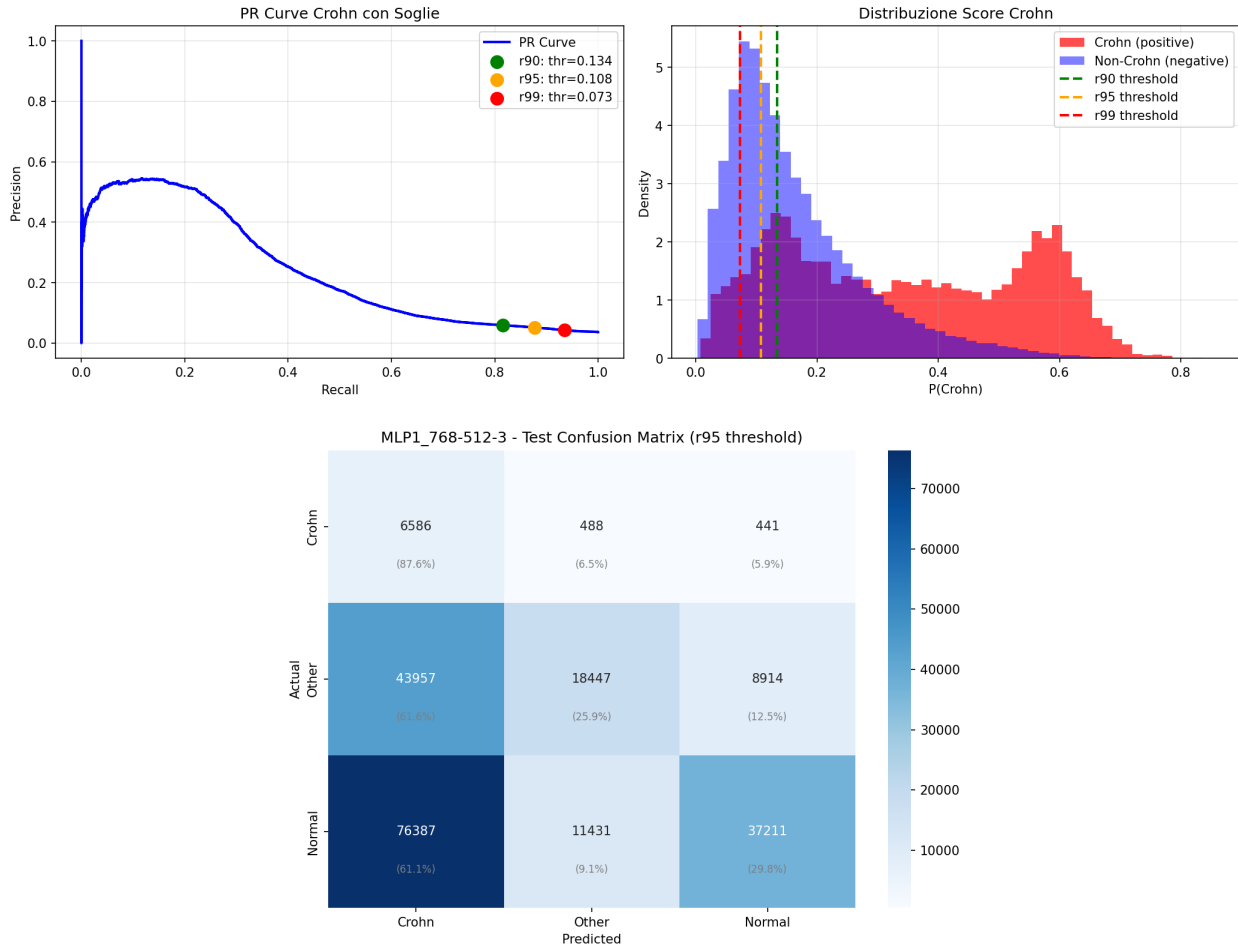 PR Curve Crohn con Soglie
Precision
1.0
0.8
0.6
0.4
0.2
0.0
PR Curve
r90: thr=0.134
r95: thr=0.108
r99: thr=0.073
0.0 0.2 0.4 0.6 0.8 1.0
Recall
Distribuzione Score Crohn
Density
5
4
3
2
1
0
Crohn (positive)
Non-Crohn (negative)
r90 threshold
r95 threshold
r99 threshold
0.0 0.2 0.4 0.6 0.8
P(Crohn)
MLP1_768-512-3 - Test Confusion Matrix (r95 threshold)
Actual
Crohn
6586 488 441
(87.6%) (6.5%) (5.9%)
Other
43957 18447 8914
(61.6%) (25.9%) (12.5%)
Normal
76387 11431 37211
(61.1%) (9.1%) (29.8%)
Crohn Other Normal
Predicted
70000
60000
50000
40000
30000
20000
10000